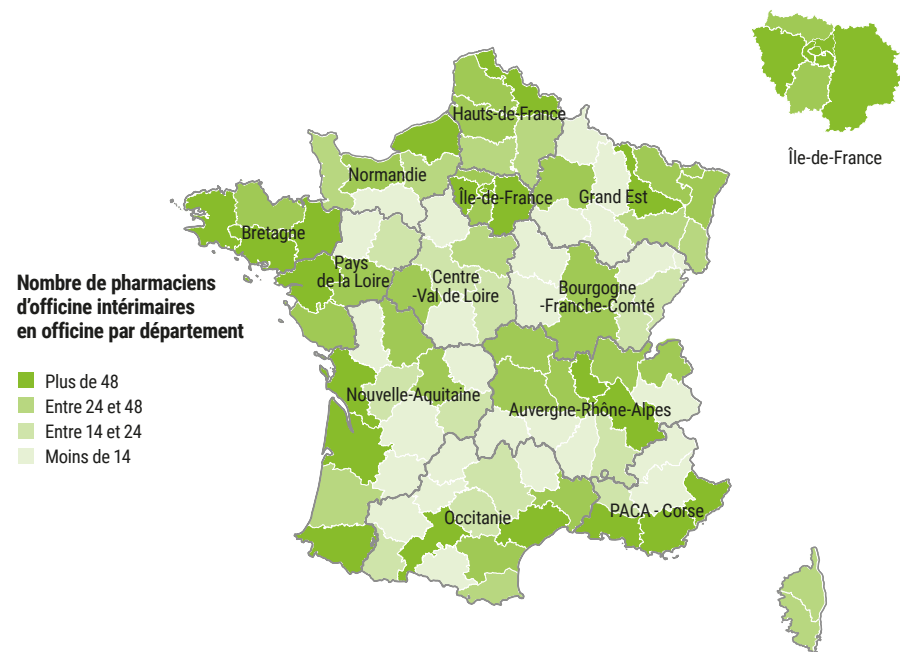 Île-de-France
Hauts-de-France
Normandie
Île-de-France
Grand Est
Bretagne
Pays
de la Loire
Centre
-Val de Loire
Bourgogne
-Franche-Comté
Nombre de pharmaciens
d'officine intérimaires
en officine par département
Plus de 48
Entre 24 et 48
Entre 14 et 24
Moins de 14
Nouvelle-Aquitaine
Auvergne-Rhône-Alpes
Occitanie
PACA - Corse